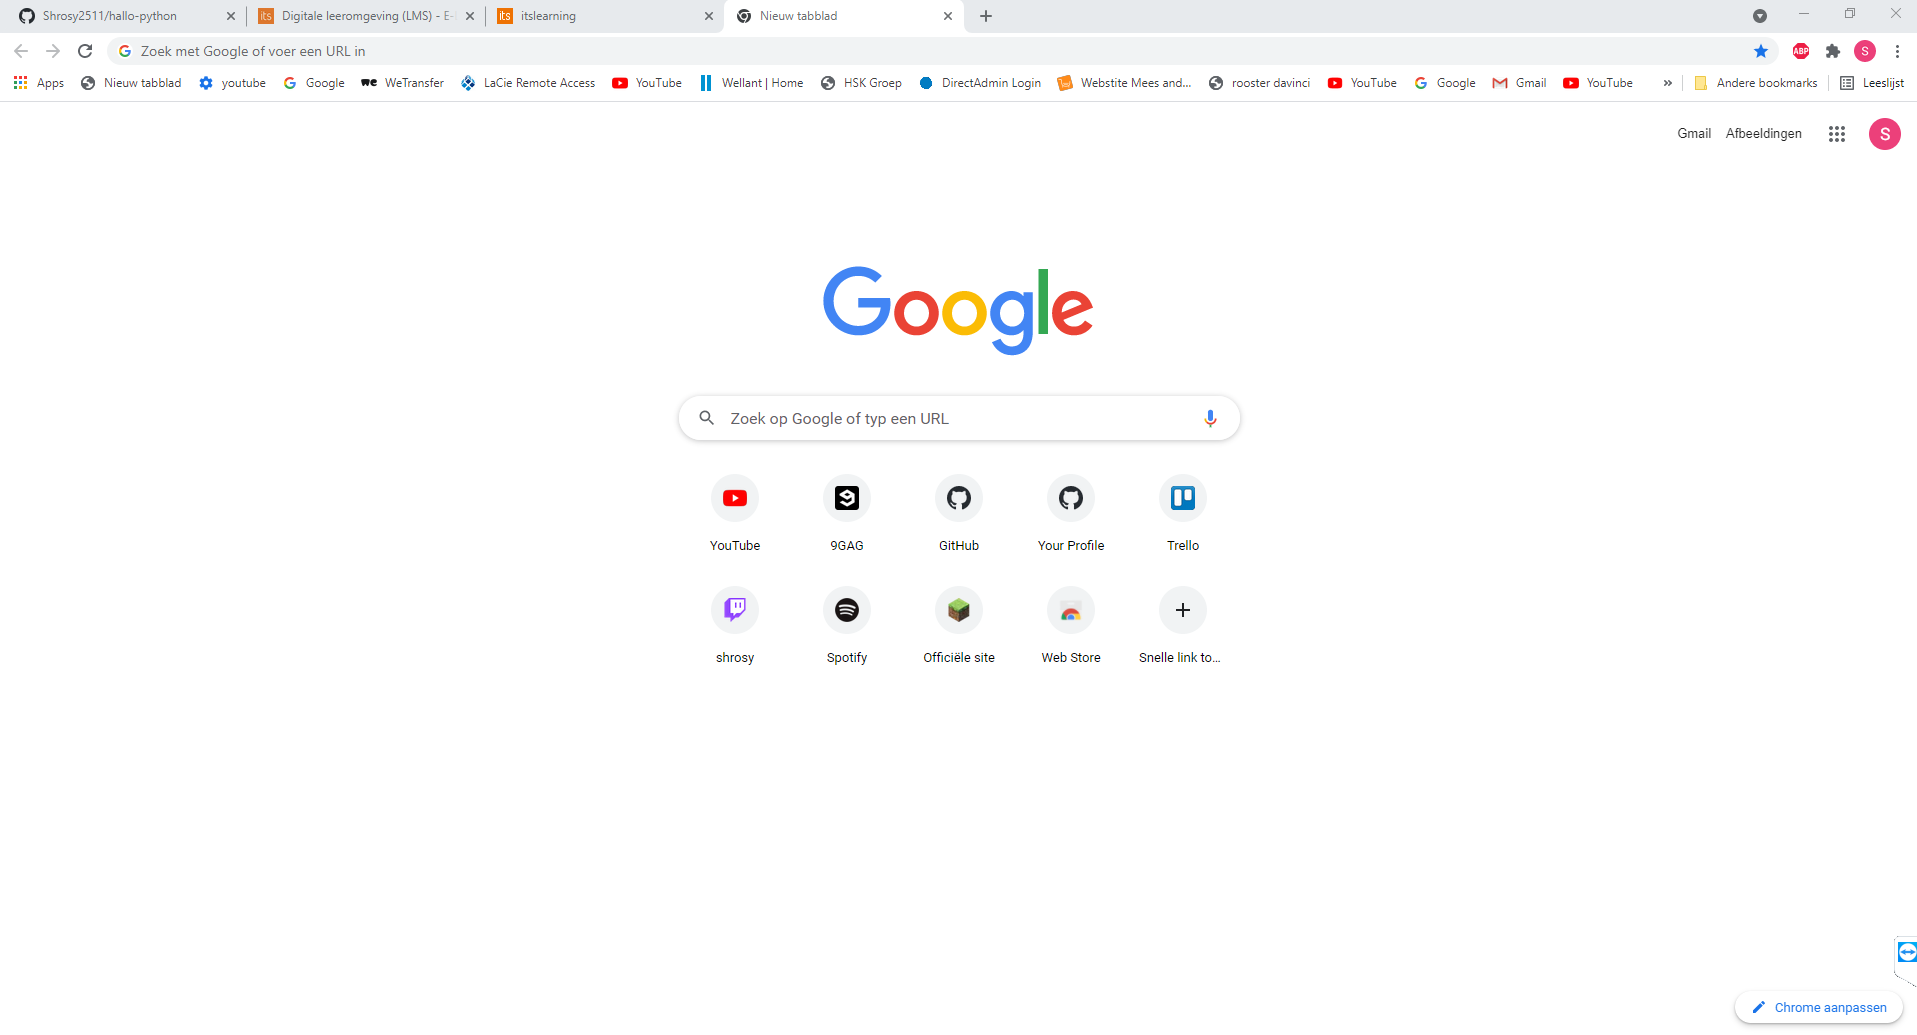 Shrosy2511/hallo-python
Digitale leeromgeving (LMS) - E-
itslearning
Nieuw tabblad
Zoek met Google of voer een URL in
ABP
S
Apps
Nieuw tabblad
youtube
Google
WeTransfer
LaCie Remote Access
YouTube
Wellant | Home
HSK Groep
DirectAdmin Login
Webstite Mees and...
rooster davinci
YouTube
Google
Gmail
YouTube
»
Andere bookmarks
Leeslijst
Gmail
Afbeeldingen
S
Google
Zoek op Google of typ een URL
YouTube
9GAG
GitHub
Your Profile
Trello
shrosy
Spotify
Officiële site
Web Store
Snelle link to...
Chrome aanpassen